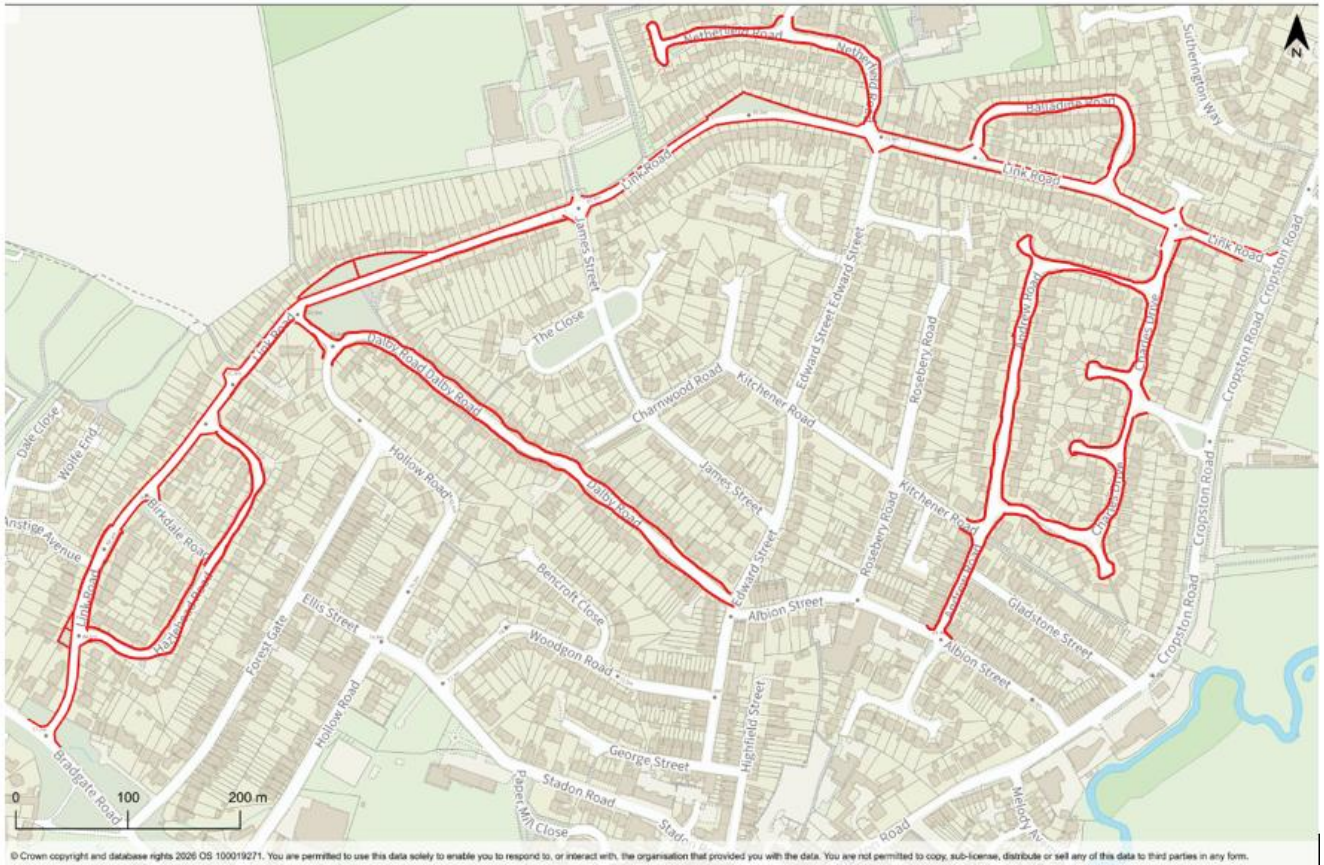 N
Netherfield Road
Netherfield Road
Sutherington Way
Balladine Road
Link Road
Link Road
Link Road
James Street
Cropston Road Cropston Road
Andrew Road
Charles Drive
The Close
Edward Street Edward Street
Rosebery Road
Link Road
Dalby Road Dalby Road
Charnwood Road
Kitchener Road
Dale Close
Wolfe End
Hollow Road
James Street
Kitchener Road
Charles Drive
Cropston Road
Dalby Road
Birkdale Road
Anstige Avenue
Rosebery Road
Edward Street
Andrew Road
Link Road
Hazlehead Road
Bencroft Close
Albion Street
Gladstone Street
Ellis Street
Forest Gate
Woodgon Road
Albion Street
Cropston Road
Hollow Road
Highfield Street
George Street
Bradgate Road
Stadon Road
Paper Mill Close
Road
Melody Av
0 100 200 m
© Crown copyright and database rights 2026 OS 100019271. You are permitted to use this data solely to enable you to respond to, or interact with, the organisation that provided you with the data. You are not permitted to copy, sub-license, distribute or sell any of this data to third parties in any form.